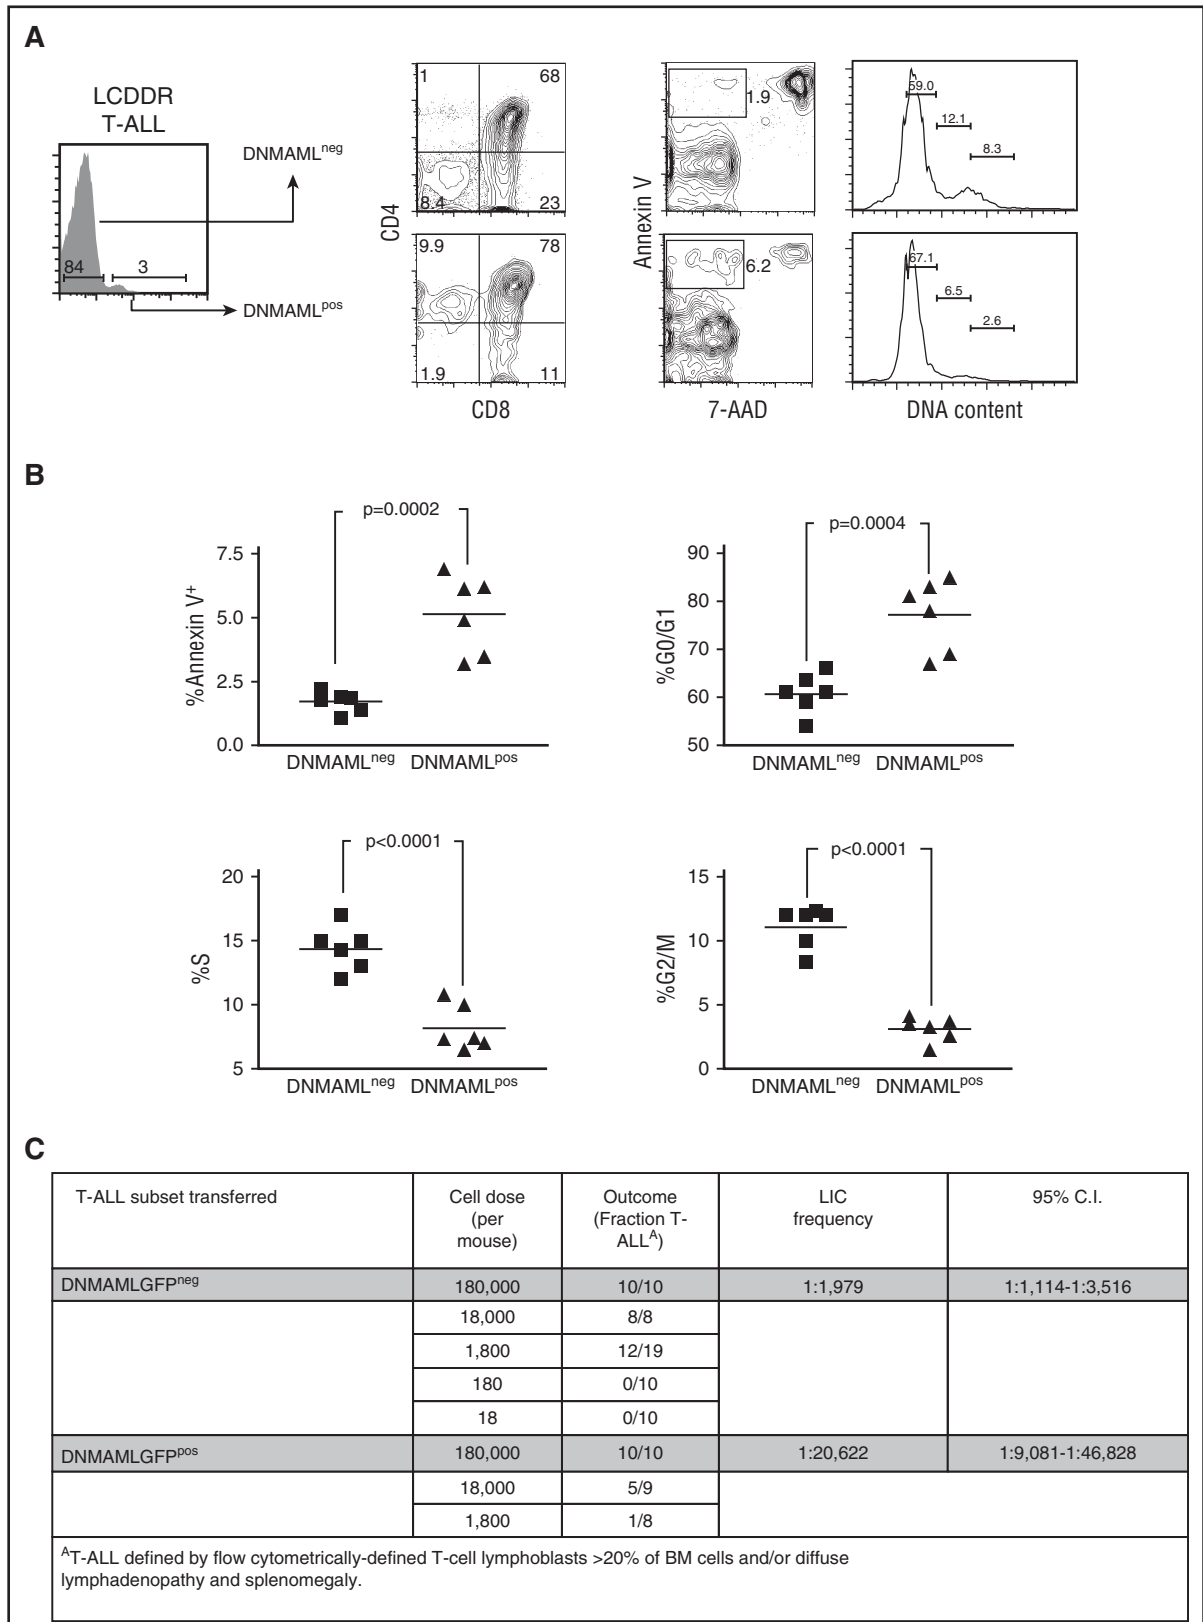 A
LCDDR
T-ALL
84
3
DNMAML^neg
DNMAML^pos
CD4
1
68
8.4
23
9.9
78
1.9
11
CD8
Annexin V
1.9
6.2
7-AAD
59.0
12.1
8.3
67.1
6.5
2.6
DNA content
B
p=0.0002
%Annexin V+
7.5
5.0
2.5
0.0
DNMAML^neg DNMAML^pos
p=0.0004
%G0/G1
90
80
70
60
50
DNMAML^neg DNMAML^pos
p<0.0001
%S
20
15
10
5
DNMAML^neg DNMAML^pos
p<0.0001
%G2/M
15
10
5
0
DNMAML^neg DNMAML^pos
C
T-ALL subset transferred
Cell dose
(per
mouse)
Outcome
(Fraction T-
ALL^A)
LIC
frequency
95% C.I.
DNMAMLGFP^neg 180,000 10/10 1:1,979 1:1,114-1:3,516
18,000 8/8
1,800 12/19
180 0/10
18 0/10
DNMAMLGFP^pos 180,000 10/10 1:20,622 1:9,081-1:46,828
18,000 5/9
1,800 1/8
^AT-ALL defined by flow cytometrically-defined T-cell lymphoblasts >20% of BM cells and/or diffuse
lymphadenopathy and splenomegaly.